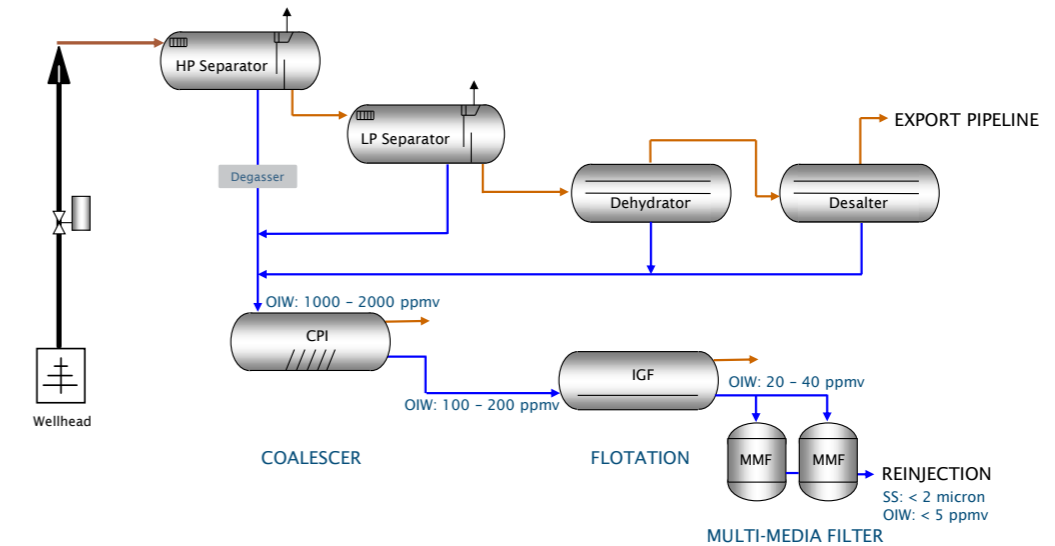 HP Separator
LP Separator
EXPORT PIPELINE
Degasser
Dehydrator
Desalter
OIW: 1000 – 2000 ppmv
CPI
IGF
OIW: 20 – 40 ppmv
OIW: 100 – 200 ppmv
Wellhead
COALESCER
FLOTATION
MMF
MMF
REINJECTION
SS: < 2 micron
OIW: < 5 ppmv
MULTI-MEDIA FILTER